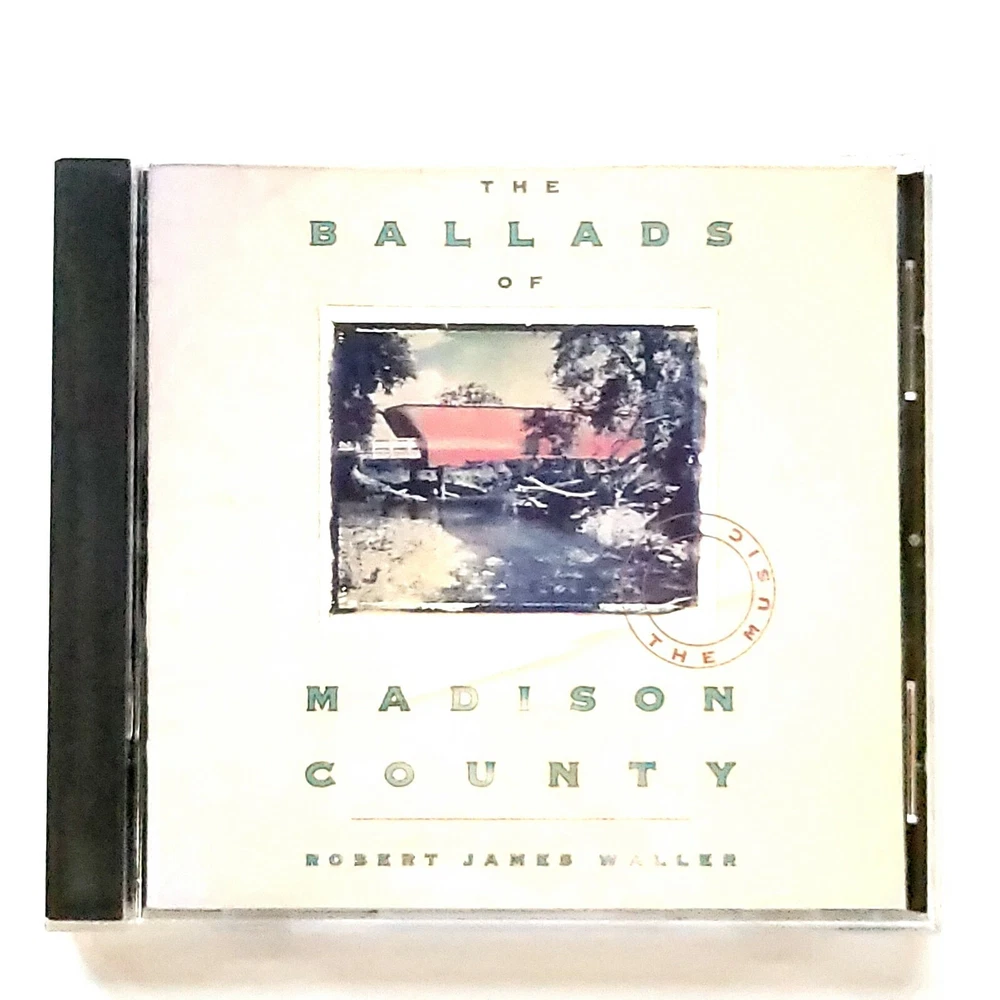 THE
BALLADS
OF
THE MUSIC
MADISON
COUNTY
ROBERT JAMES WALLER